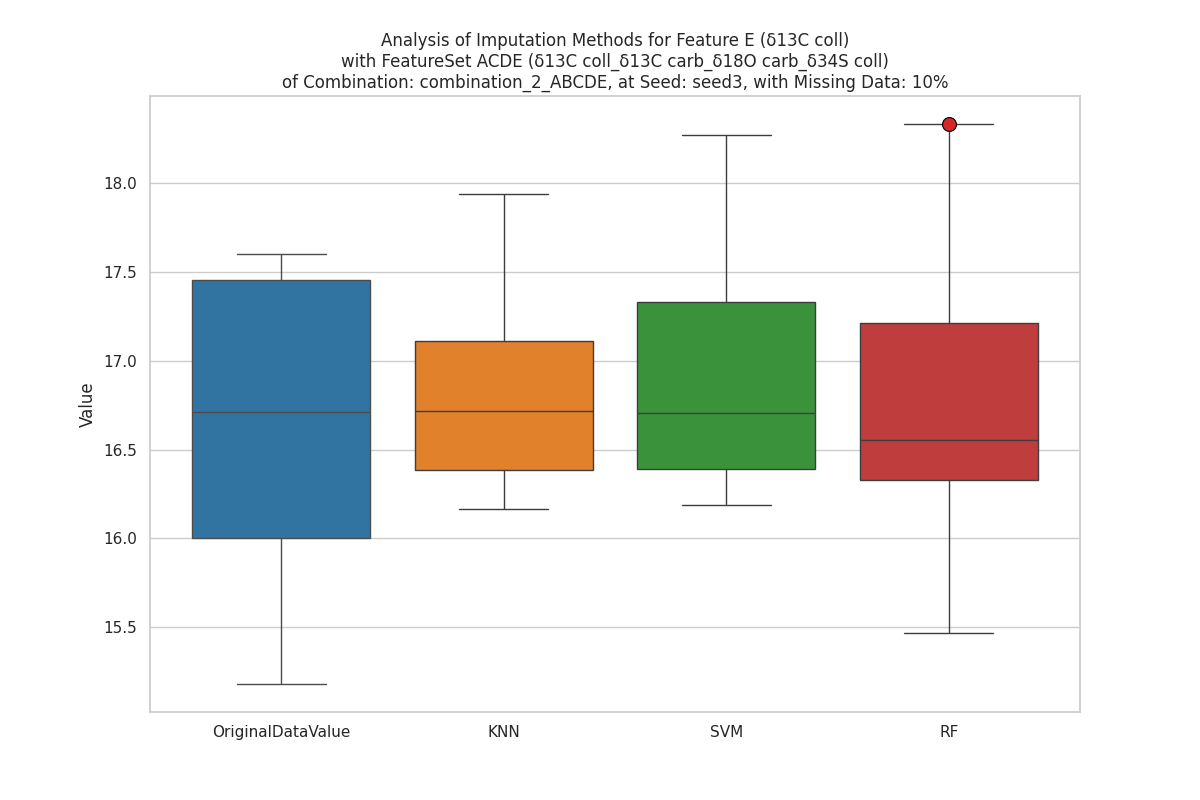 Analysis of Imputation Methods for Feature E (δ13C coll)
with FeatureSet ACDE (δ13C coll_δ13C carb_δ18O carb_δ34S coll)
of Combination: combination_2_ABCDE, at Seed: seed3, with Missing Data: 10%
18.0
17.5
17.0
16.5
16.0
15.5
Value
OriginalDataValue
KNN
SVM
RF